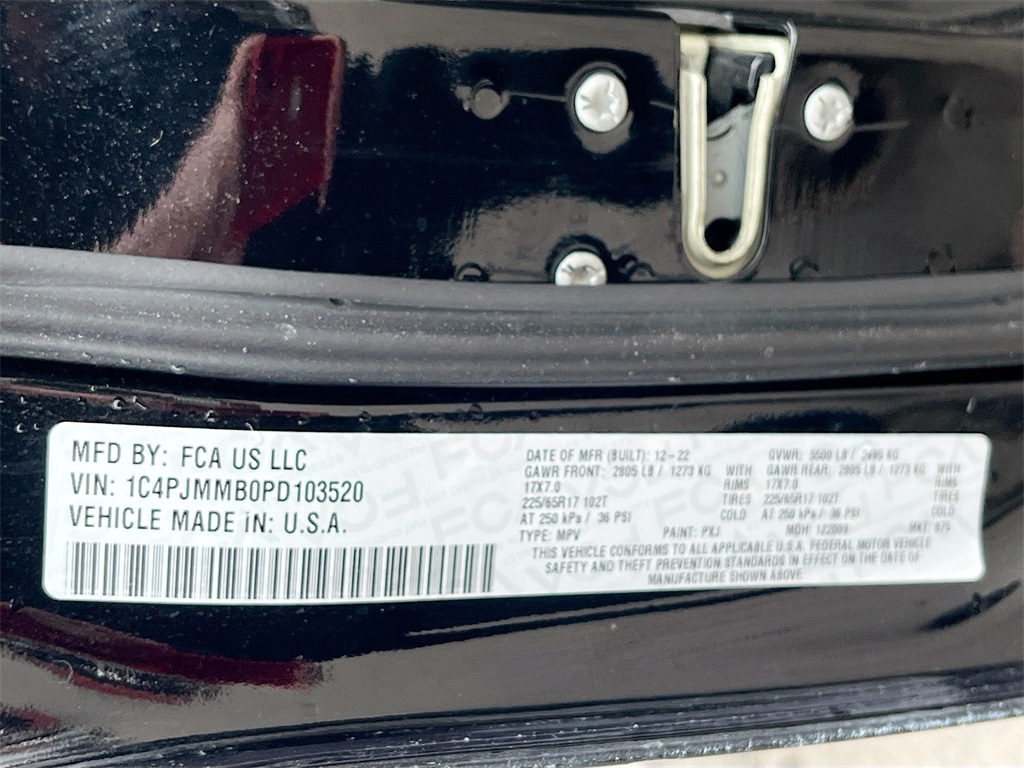 MFD BY: FCA US LLC
VIN: 1C4PJMMB0PD103520
VEHICLE MADE IN: U.S.A.
DATE OF MFR (BUILT): 12-22 GVWR: 5500 LB / 2495 KG
GAWR FRONT: 2805 LB / 1273 KG WITH GAWR REAR: 2805 LB / 1273 KG WITH
17X7.0 RIMS 17X7.0 RIMS
225/65R17 102T TIRES 225/65R17 102T TIRES
AT 250 kPa / 36 PSI COLD AT 250 kPa / 36 PSI COLD
TYPE: MPV PAINT: PXJ MDH: 122009 MKT:
THIS VEHICLE CONFORMS TO ALL APPLICABLE U.S.A. FEDERAL MOTOR VEHICLE
SAFETY AND THEFT PREVENTION STANDARDS IN EFFECT ON THE DATE OF
MANUFACTURE SHOWN ABOVE